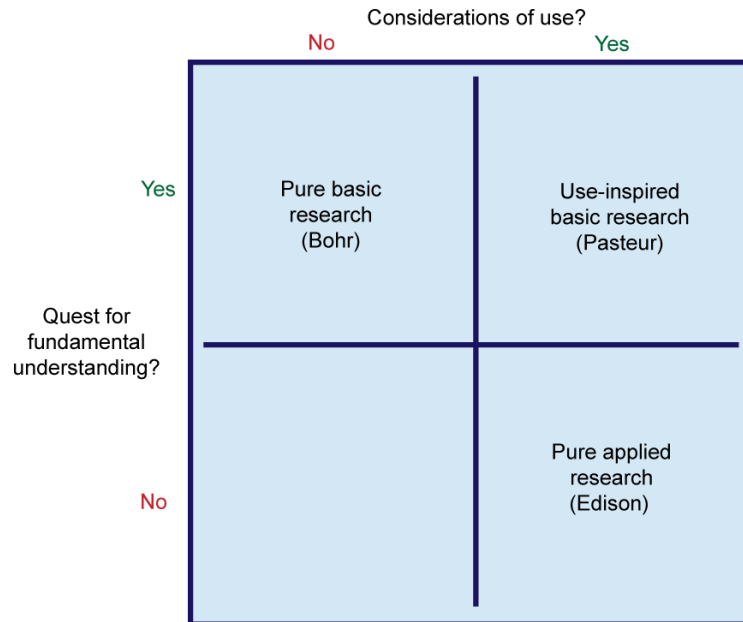 Considerations of use?
No
Yes
Yes
Pure basic
research
(Bohr)
Use-inspired
basic research
(Pasteur)
Quest for
fundamental
understanding?
No
Pure applied
research
(Edison)